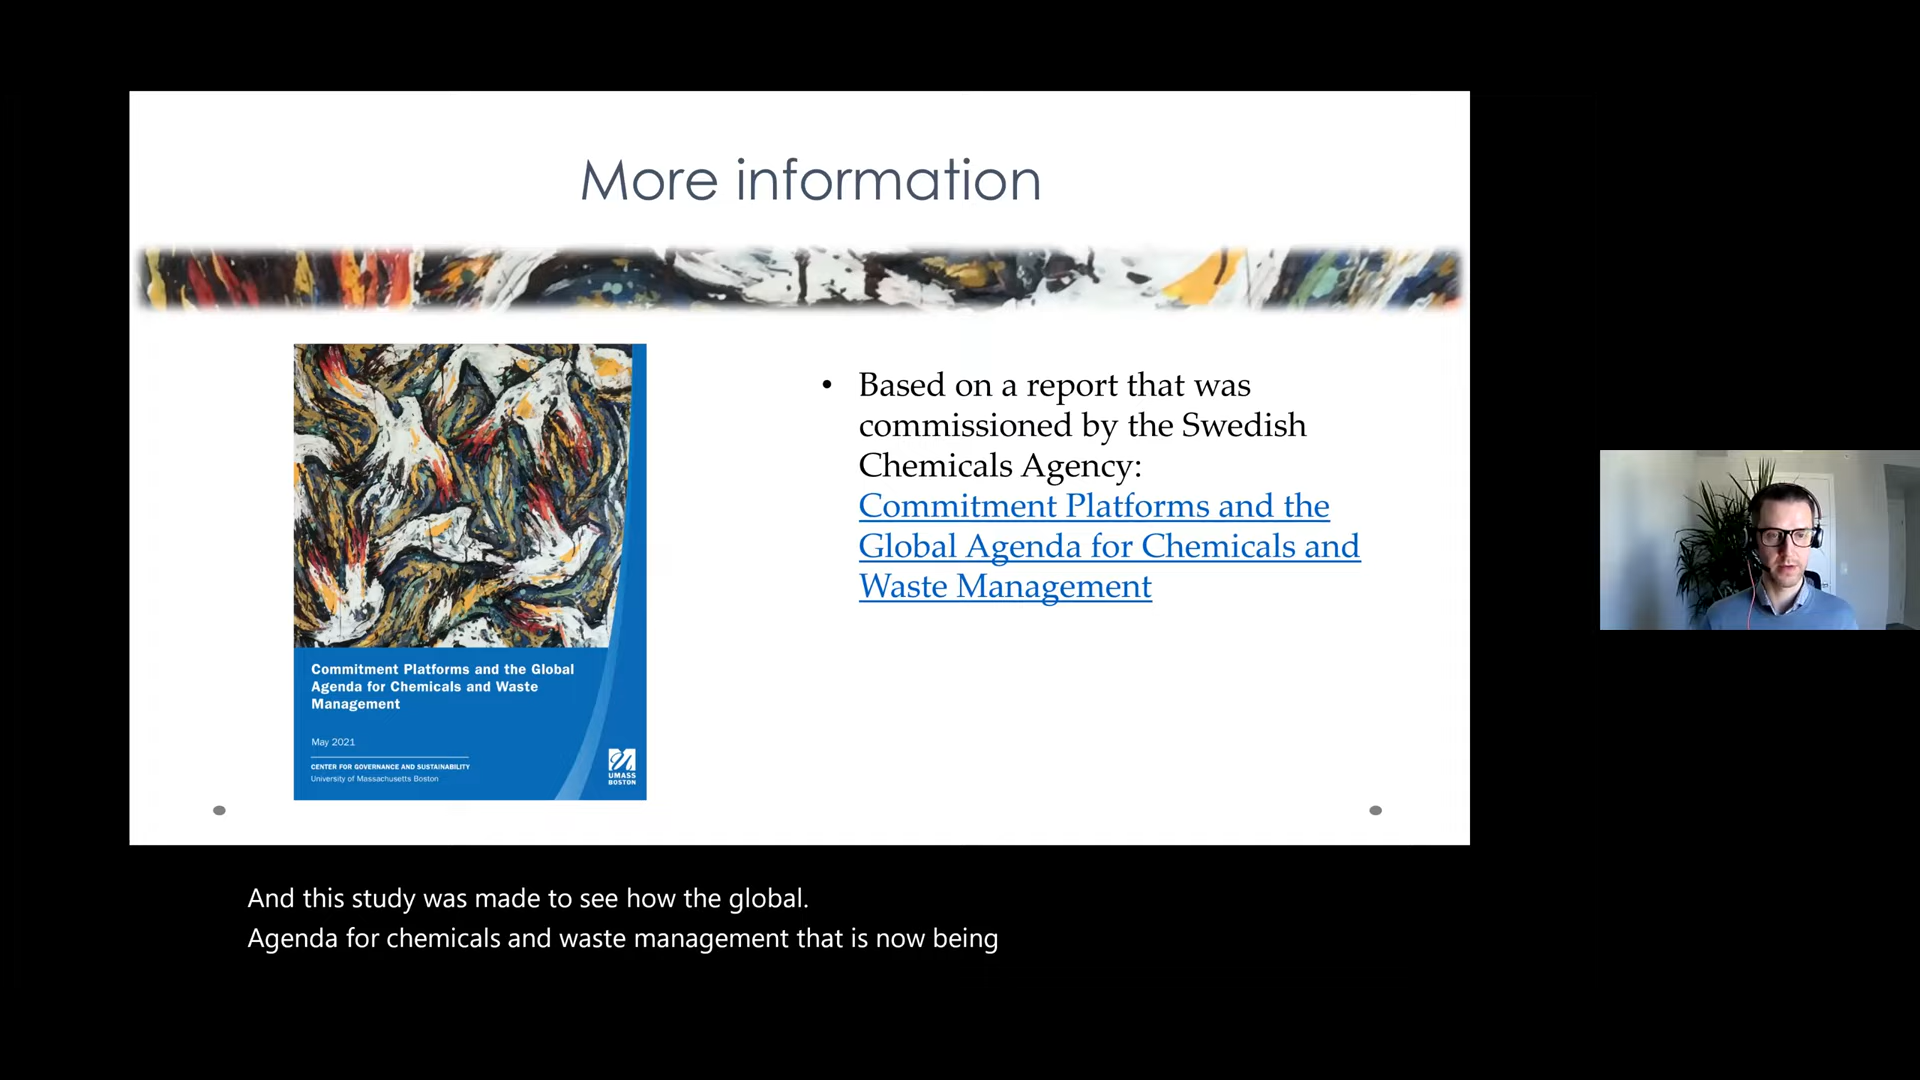 More information
• Based on a report that was
commissioned by the Swedish
Chemicals Agency:
Commitment Platforms and the
Global Agenda for Chemicals and
Waste Management
Commitment Platforms and the Global
Agenda for Chemicals and Waste
Management
May 2021
CENTER FOR GOVERNANCE AND SUSTAINABILITY
University of Massachusetts Boston
UMASS
BOSTON
And this study was made to see how the global.
Agenda for chemicals and waste management that is now being